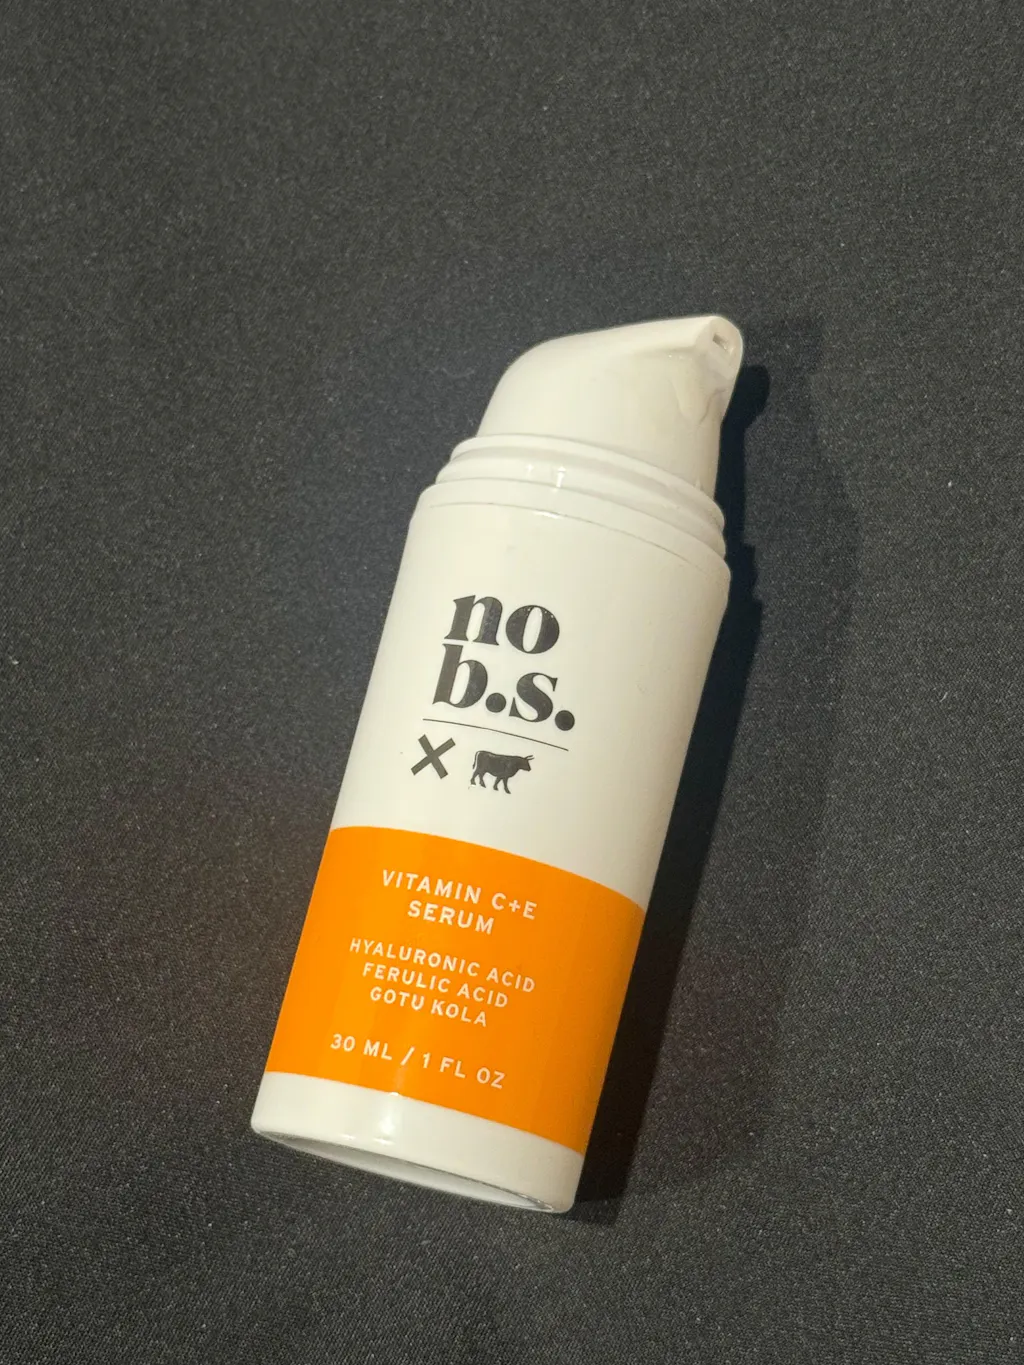 no
b.s.
VITAMIN C+E
SERUM
HYALURONIC ACID
FERULIC ACID
GOTU KOLA
30 ML / 1 FL OZ